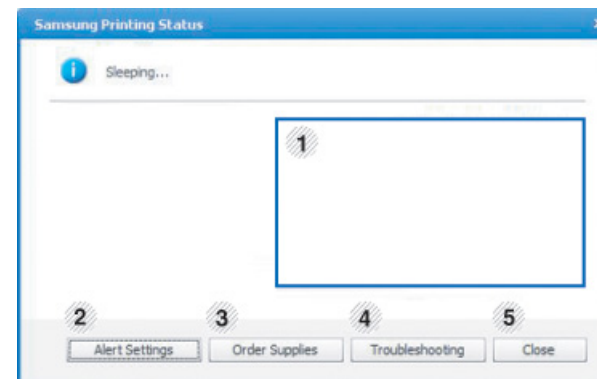 Samsung Printing Status
Sleeping...
1
2 3 4 5
Alert Settings Order Supplies Troubleshooting Close